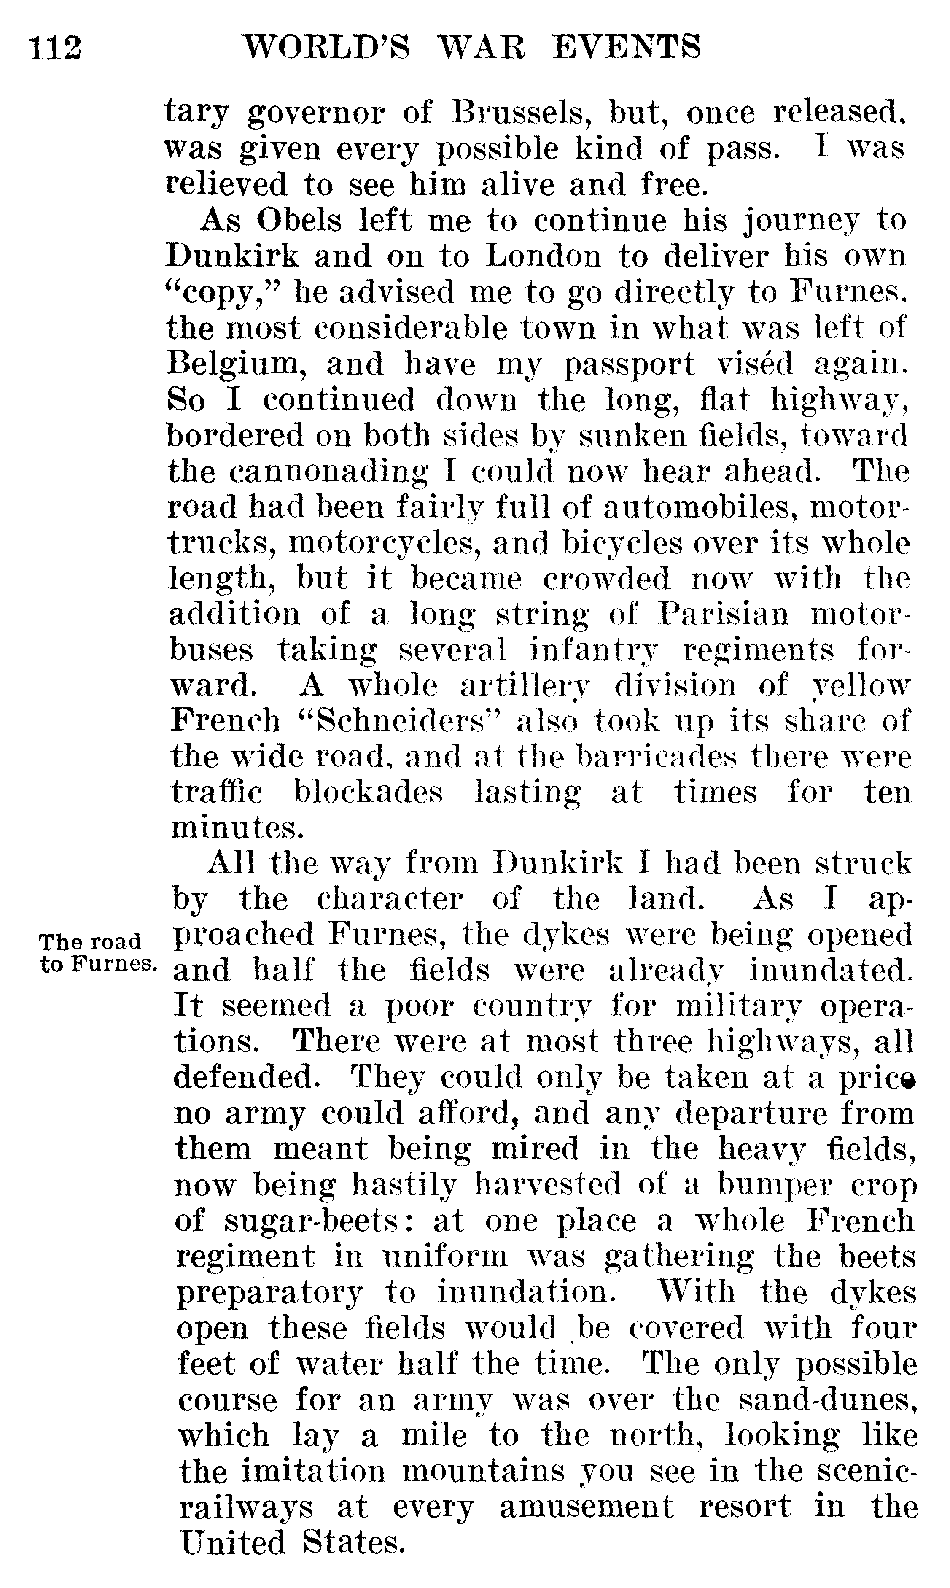 112 WORLD'S WAR EVENTS
tary governor of Brussels, but, once released,
was given every possible kind of pass. I was
relieved to see him alive and free.
As Obels left me to continue his journey to
Dunkirk and on to London to deliver his own
"copy," he advised me to go directly to Furnes,
the most considerable town in what was left of
Belgium, and have my passport viséd again.
So I continued down the long, flat highway,
bordered on both sides by sunken fields, toward
the cannonading I could now hear ahead. The
road had been fairly full of automobiles, motor-
trucks, motorcycles, and bicycles over its whole
length, but it became crowded now with the
addition of a long string of Parisian motor-
buses taking several infantry regiments for-
ward. A whole artillery division of yellow
French "Schneiders" also took up its share of
the wide road, and at the barricades there were
traffic blockades lasting at times for ten
minutes.
All the way from Dunkirk I had been struck
by the character of the land. As I ap-
The road
to Furnes.
proached Furnes, the dykes were being opened
and half the fields were already inundated.
It seemed a poor country for military opera-
tions. There were at most three highways, all
defended. They could only be taken at a price
no army could afford, and any departure from
them meant being mired in the heavy fields,
now being hastily harvested of a bumper crop
of sugar-beets: at one place a whole French
regiment in uniform was gathering the beets
preparatory to inundation. With the dykes
open these fields would be covered with four
feet of water half the time. The only possible
course for an army was over the sand-dunes,
which lay a mile to the north, looking like
the imitation mountains you see in the scenic-
railways at every amusement resort in the
United States.